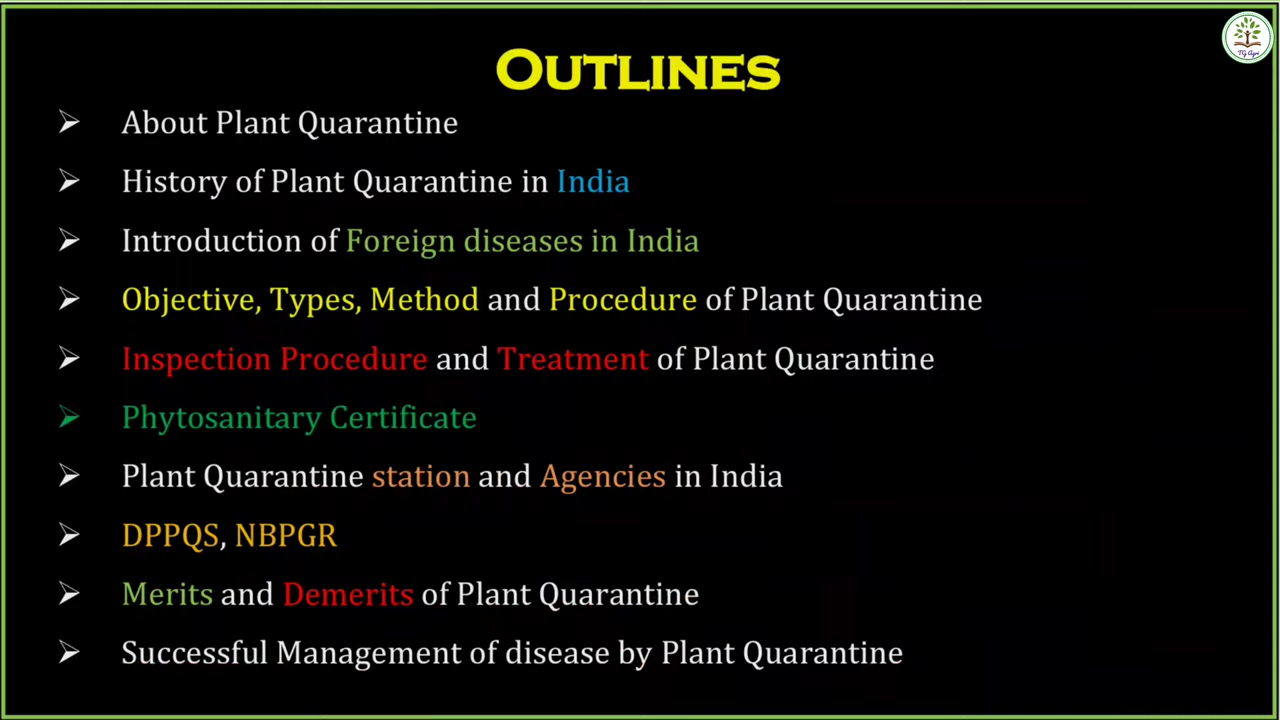 OUTLINES
TG Agri
➢ About Plant Quarantine
➢ History of Plant Quarantine in India
➢ Introduction of Foreign diseases in India
➢ Objective, Types, Method and Procedure of Plant Quarantine
➢ Inspection Procedure and Treatment of Plant Quarantine
➢ Phytosanitary Certificate
➢ Plant Quarantine station and Agencies in India
➢ DPPQS, NBPGR
➢ Merits and Demerits of Plant Quarantine
➢ Successful Management of disease by Plant Quarantine